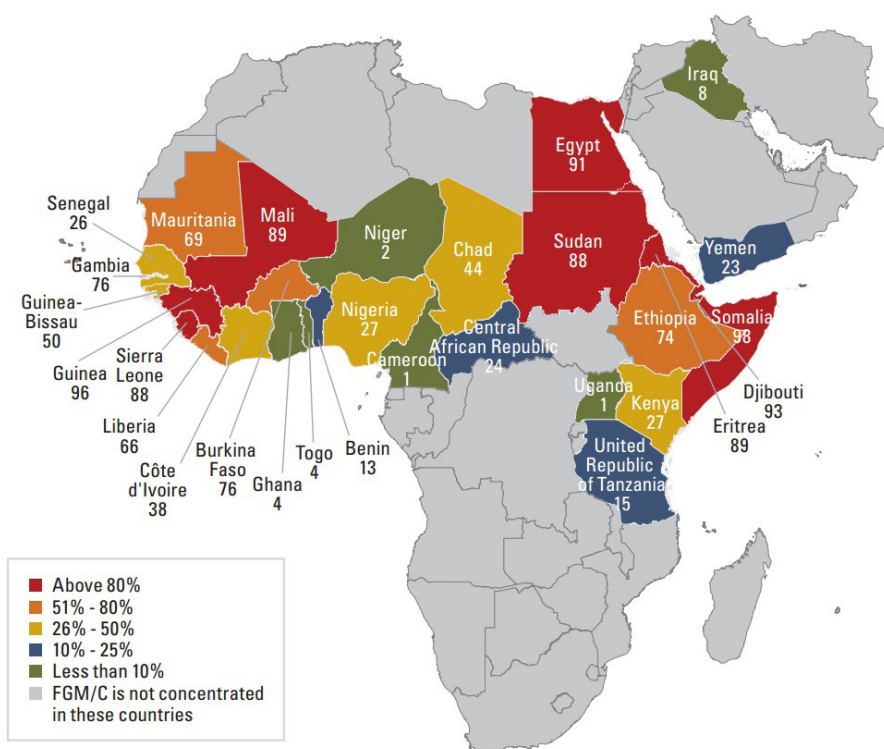 Iraq
8
Egypt
91
Senegal
26
Mauritania
69
Mali
89
Niger
2
Chad
44
Sudan
88
Yemen
23
Gambia
76
Guinea-
Bissau
50
Nigeria
27
Ethiopia
74
Somalia
98
Central
African Republic
24
Cameroon
1
Guinea
96
Sierra
Leone
88
Uganda
1
Kenya
27
Djibouti
93
Eritrea
89
Liberia
66
Côte
d'Ivoire
38
Burkina
Faso
76
Ghana
4
Togo
4
Benin
13
United
Republic
of Tanzania
15
Above 80%
51% - 80%
26% - 50%
10% - 25%
Less than 10%
FGM/C is not concentrated
in these countries